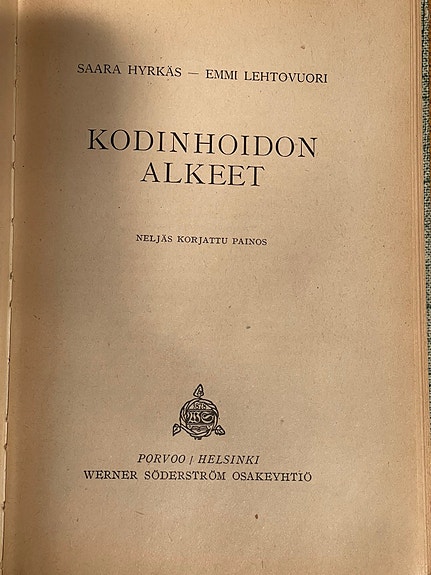 SAARA HYRKÄS — EMMI LEHTOVUORI
KODINHOIDON
ALKEET
NELJÄS KORJATTU PAINOS
PORVOO / HELSINKI
WERNER SÖDERSTRÖM OSAKEYHTIÖ